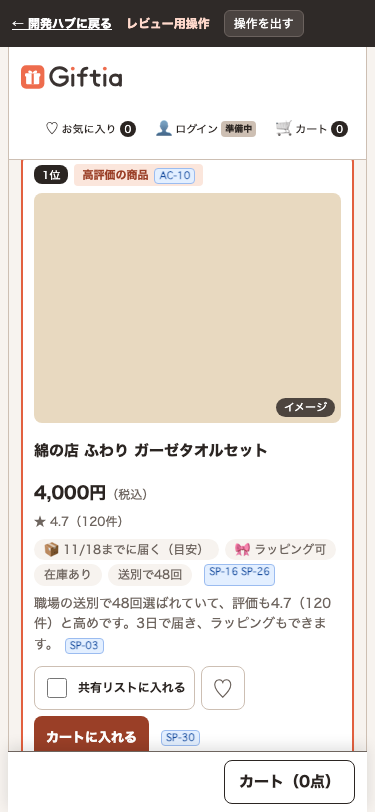 ← 開発ハブに戻る レビュー用操作 操作を出す
Giftia
♡ お気に入り 0 👤 ログイン 準備中 🛒 カート 0
1位 高評価の商品 AC-10
イメージ
綿の店 ふわり ガーゼタオルセット
4,000円（税込）
★ 4.7（120件）
📦 11/18までに届く（目安） 🎀 ラッピング可
在庫あり 送別で48回 SP-16 SP-26
職場の送別で48回選ばれていて、評価も4.7（120
件）と高めです。3日で届き、ラッピングもできま
す。 SP-03
共有リストに入れる ♡
カートに入れる SP-30
カート（0点）